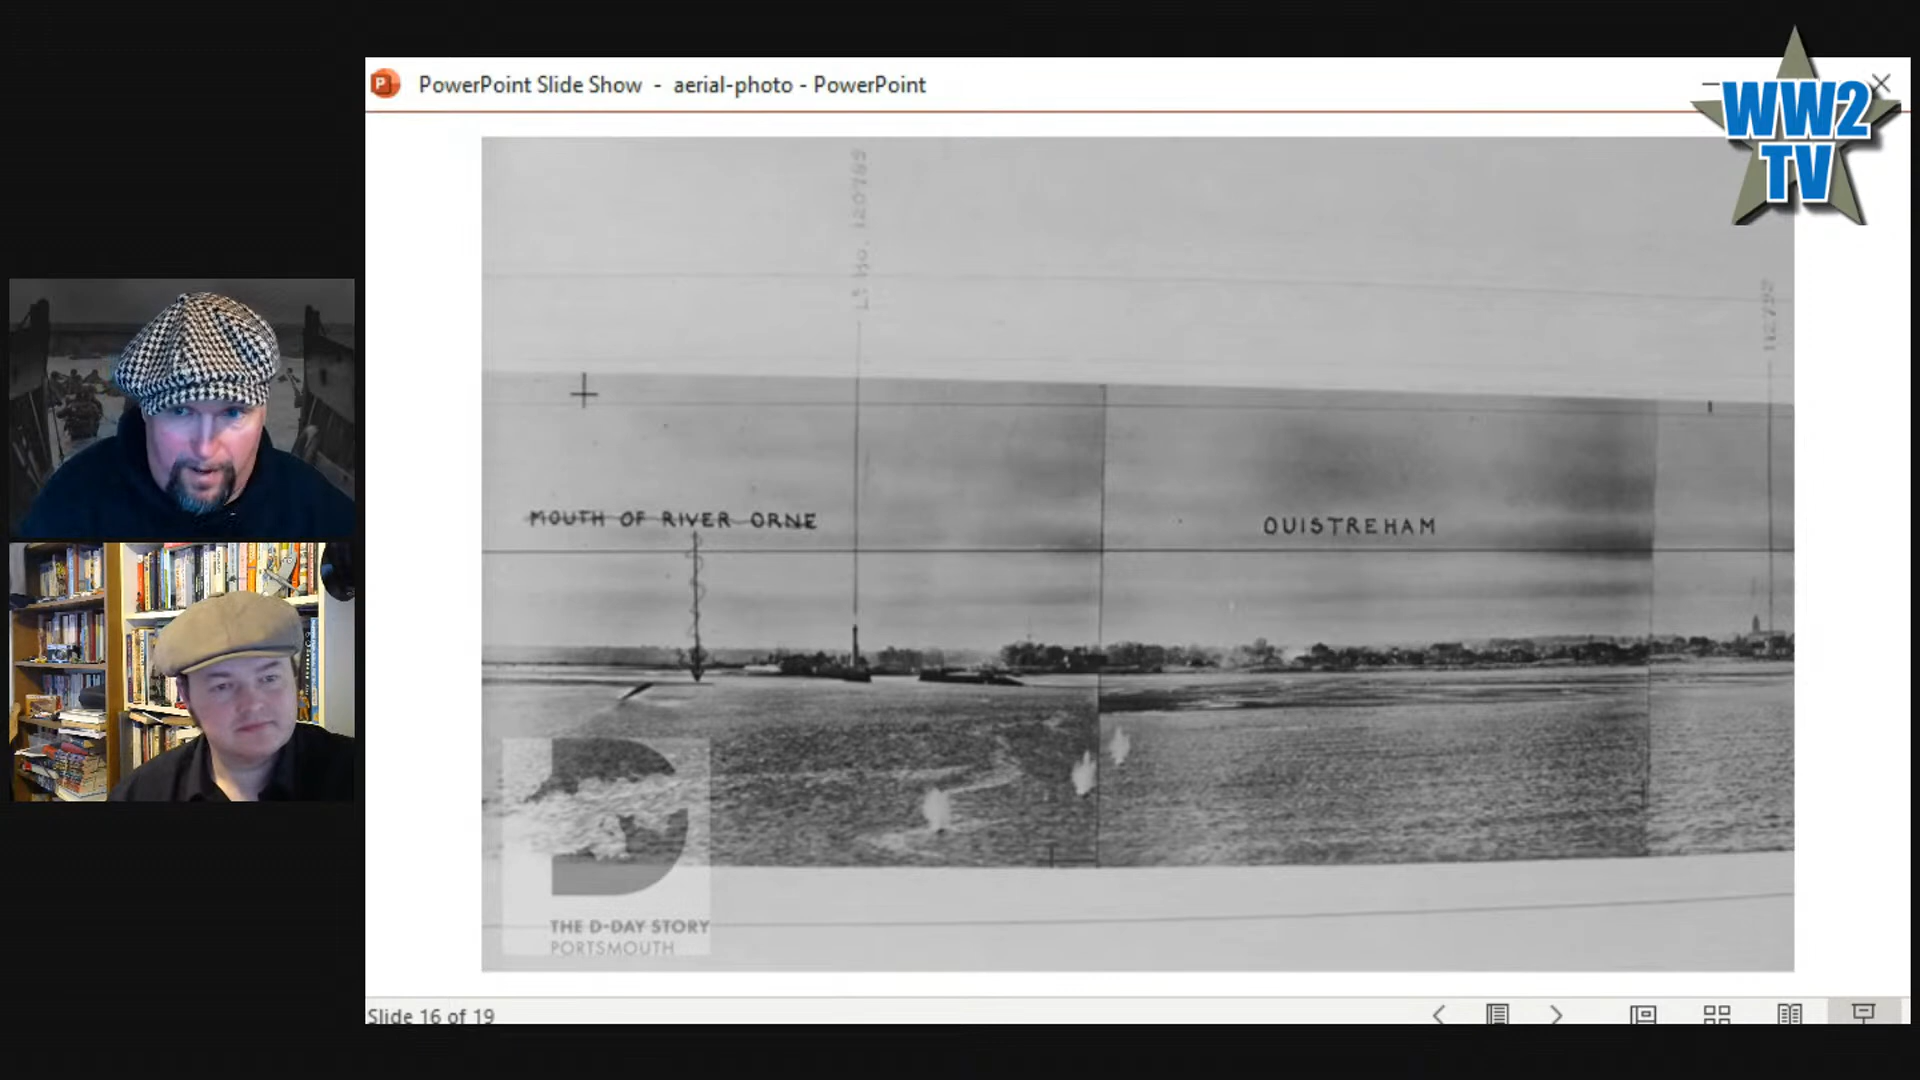 PowerPoint Slide Show - aerial-photo - PowerPoint
WW2
TV
MOUTH OF RIVER ORNE
OUISTREHAM
THE D-DAY STORY
PORTSMOUTH
Slide 16 of 19